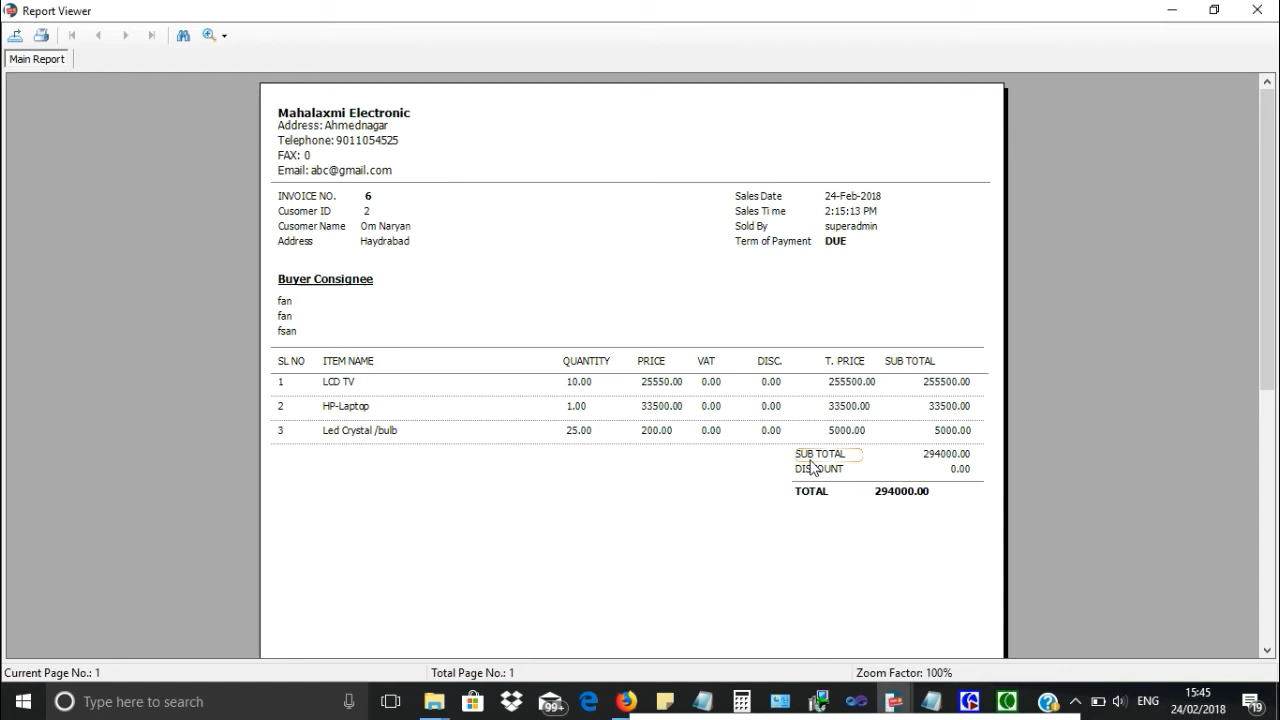 Report Viewer
Main Report
Mahalaxmi Electronic
Address: Ahmednagar
Telephone: 9011054525
FAX: 0
Email: abc@gmail.com
INVOICE NO. 6 Sales Date 24-Feb-2018
Cusomer ID 2 Sales Time 2:15:13 PM
Cusomer Name Om Naryan Sold By superadmin
Address Haydrabad Term of Payment DUE
Buyer Consignee
fan
fan
fsan
SL NO ITEM NAME QUANTITY PRICE VAT DISC. T. PRICE SUB TOTAL
1 LCD TV 10.00 25550.00 0.00 0.00 255500.00 255500.00
2 HP-Laptop 1.00 33500.00 0.00 0.00 33500.00 33500.00
3 Led Crystal /bulb 25.00 200.00 0.00 0.00 5000.00 5000.00
SUB TOTAL 294000.00
DISCOUNT 0.00
TOTAL 294000.00
Current Page No.: 1 Total Page No.: 1 Zoom Factor: 100%
Type here to search 99+ ENG 15:45
24/02/2018 19